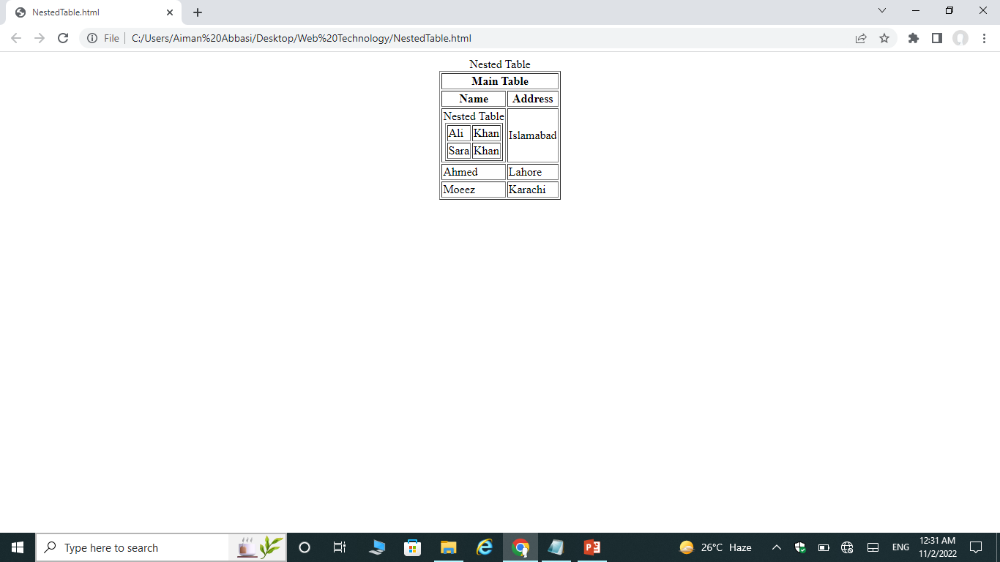 NestedTable.html
File C:/Users/Aiman%20Abbasi/Desktop/Web%20Technology/NestedTable.html
Nested Table
Main Table
Name Address
Nested Table
Ali Khan
Islamabad
Sara Khan
Ahmed Lahore
Moeez Karachi
Type here to search
26°C Haze
ENG
12:31 AM
11/2/2022